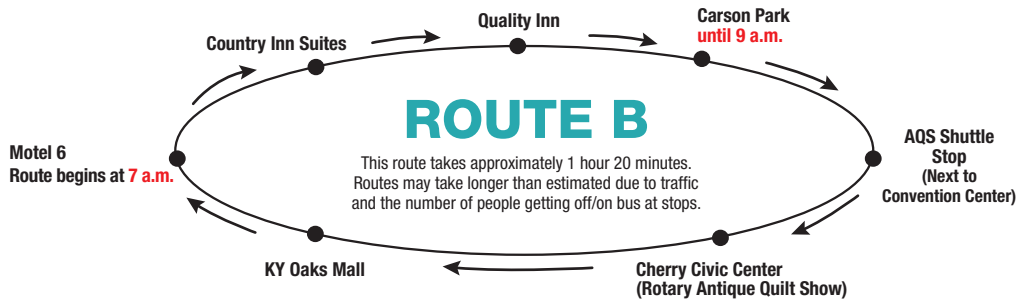 Quality Inn
Carson Park
until 9 a.m.
Country Inn Suites
ROUTE B
This route takes approximately 1 hour 20 minutes.
Routes may take longer than estimated due to traffic
and the number of people getting off/on bus at stops.
Motel 6
Route begins at 7 a.m.
AQS Shuttle
Stop
(Next to
Convention Center)
KY Oaks Mall
Cherry Civic Center
(Rotary Antique Quilt Show)